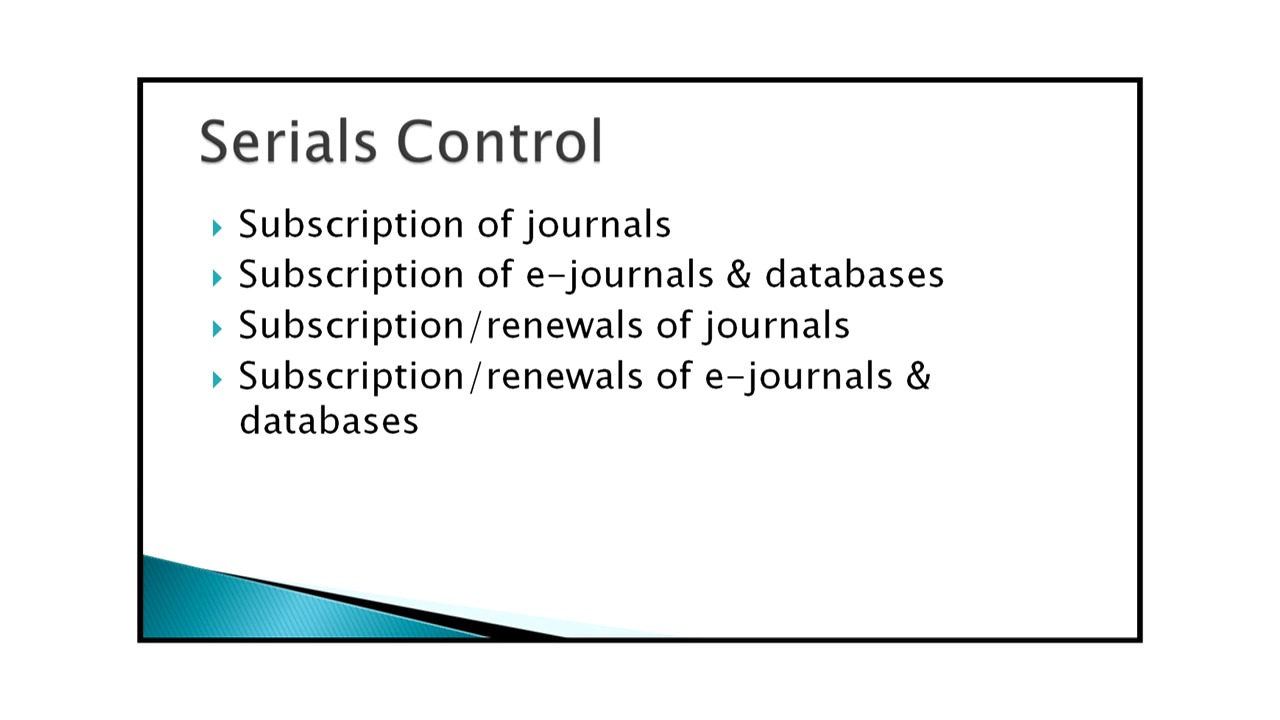 Serials Control
Subscription of journals
Subscription of e-journals & databases
Subscription/renewals of journals
Subscription/renewals of e-journals &
databases